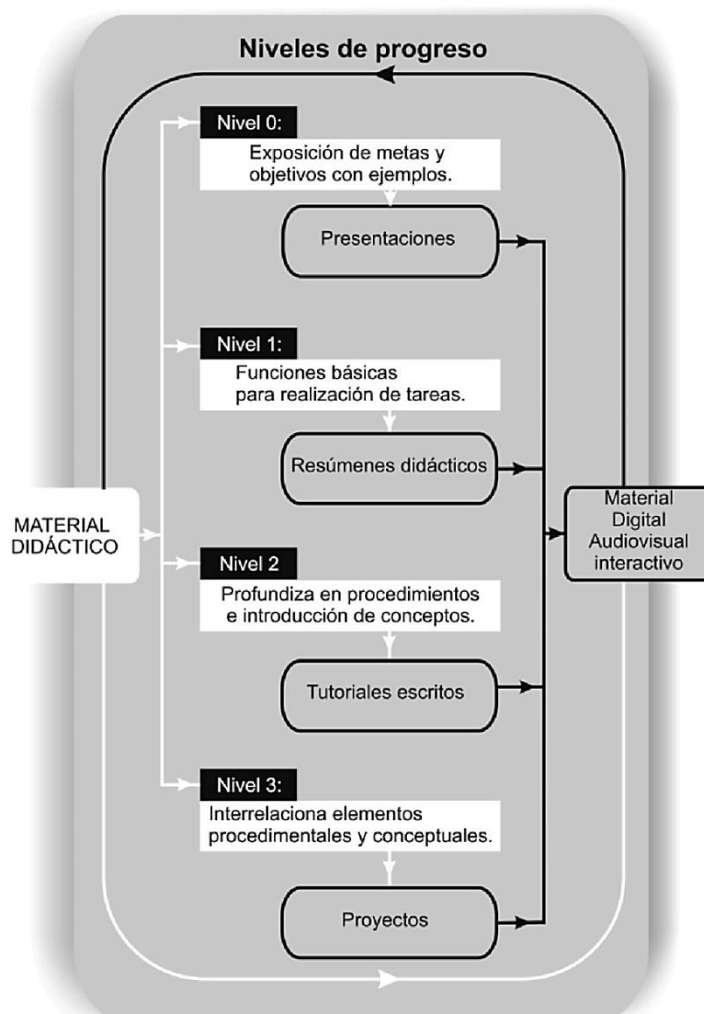 Niveles de progreso
Nivel 0:
Exposición de metas y
objetivos con ejemplos.
Presentaciones
Nivel 1:
Funciones básicas
para realización de tareas.
Resúmenes didácticos
MATERIAL
DIDÁCTICO
Material
Digital
Audiovisual
interactivo
Nivel 2
Profundiza en procedimientos
e introducción de conceptos.
Tutoriales escritos
Nivel 3:
Interrelaciona elementos
procedimentales y conceptuales.
Proyectos